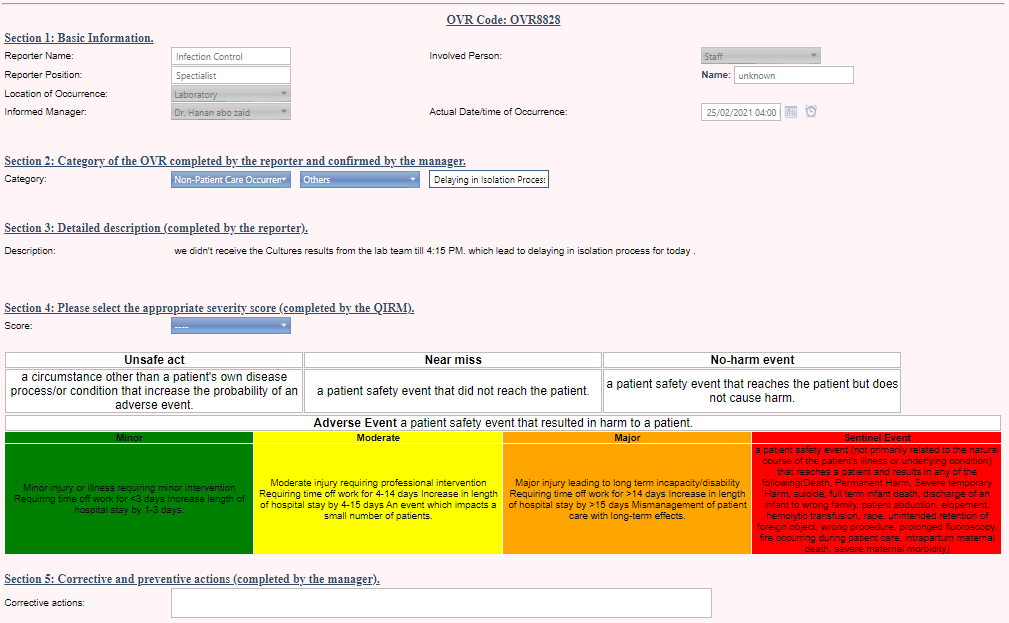 OVR Code: OVR8828
Section 1: Basic Information.
Reporter Name: Infection Control Involved Person: Staff
Reporter Position: Spectialist Name: unknown
Location of Occurrence: Laboratory
Informed Manager: Dr. Hanan abo zaid Actual Date/time of Occurrence: 25/02/2021 04:00
Section 2: Category of the OVR completed by the reporter and confirmed by the manager.
Category: Non-Patient Care Occurren Others Delaying in Isolation Process
Section 3: Detailed description (completed by the reporter).
Description: we didn't receive the Cultures results from the lab team till 4:15 PM. which lead to delaying in isolation process for today .
Section 4: Please select the appropriate severity score (completed by the QIRM).
Score: ----
Unsafe act Near miss No-harm event
a circumstance other than a patient's own disease
process/or condition that increase the probability of an
adverse event.
a patient safety event that did not reach the patient.
a patient safety event that reaches the patient but does
not cause harm.
Adverse Event a patient safety event that resulted in harm to a patient.
Minor Moderate Major Sentinel Event
Minor injury or illness requiring minor intervention
Requiring time off work for <3 days Increase length of
hospital stay by 1-3 days.
Moderate injury requiring professional intervention
Requiring time off work for 4-14 days Increase in length
of hospital stay by 4-15 days An event which impacts a
small number of patients.
Major injury leading to long term incapacity/disability
Requiring time off work for >14 days Increase in length
of hospital stay by >15 days Mismanagement of patient
care with long-term effects.
a patient safety event (not primarily related to the natural
course of the patient's illness or underlying condition)
that reaches a patient and results in any of the
following(Death, Permanent Harm, Severe temporary
Harm, suicide, full term infant death, discharge of an
infant to wrong family, patient abduction, elopement,
hemolytic transfusion, rape, unintended retention of
foreign object, wrong procedure, prolonged fluoroscopy,
fire occurring during patient care, intrapartum maternal
death, severe maternal morbidity)
Section 5: Corrective and preventive actions (completed by the manager).
Corrective actions: